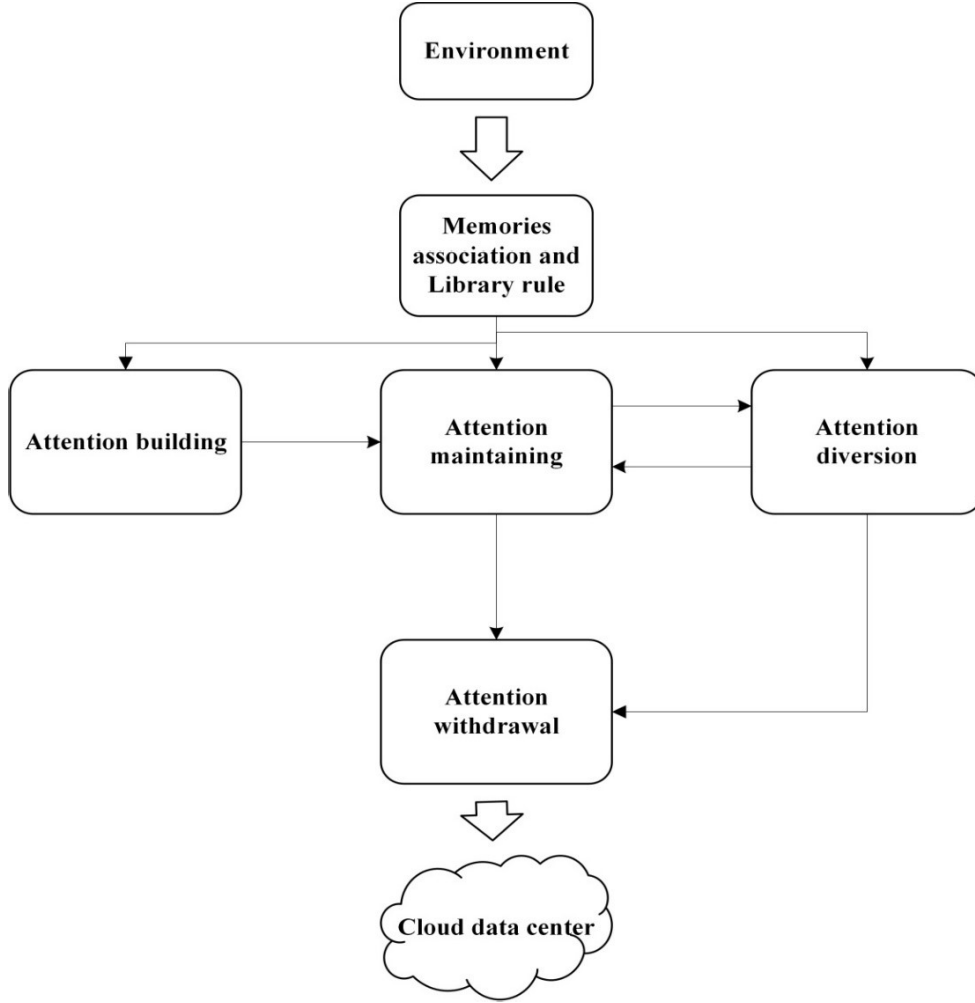 Environment
Memories
association and
Library rule
Attention building
Attention
maintaining
Attention
diversion
Attention
withdrawal
Cloud data center